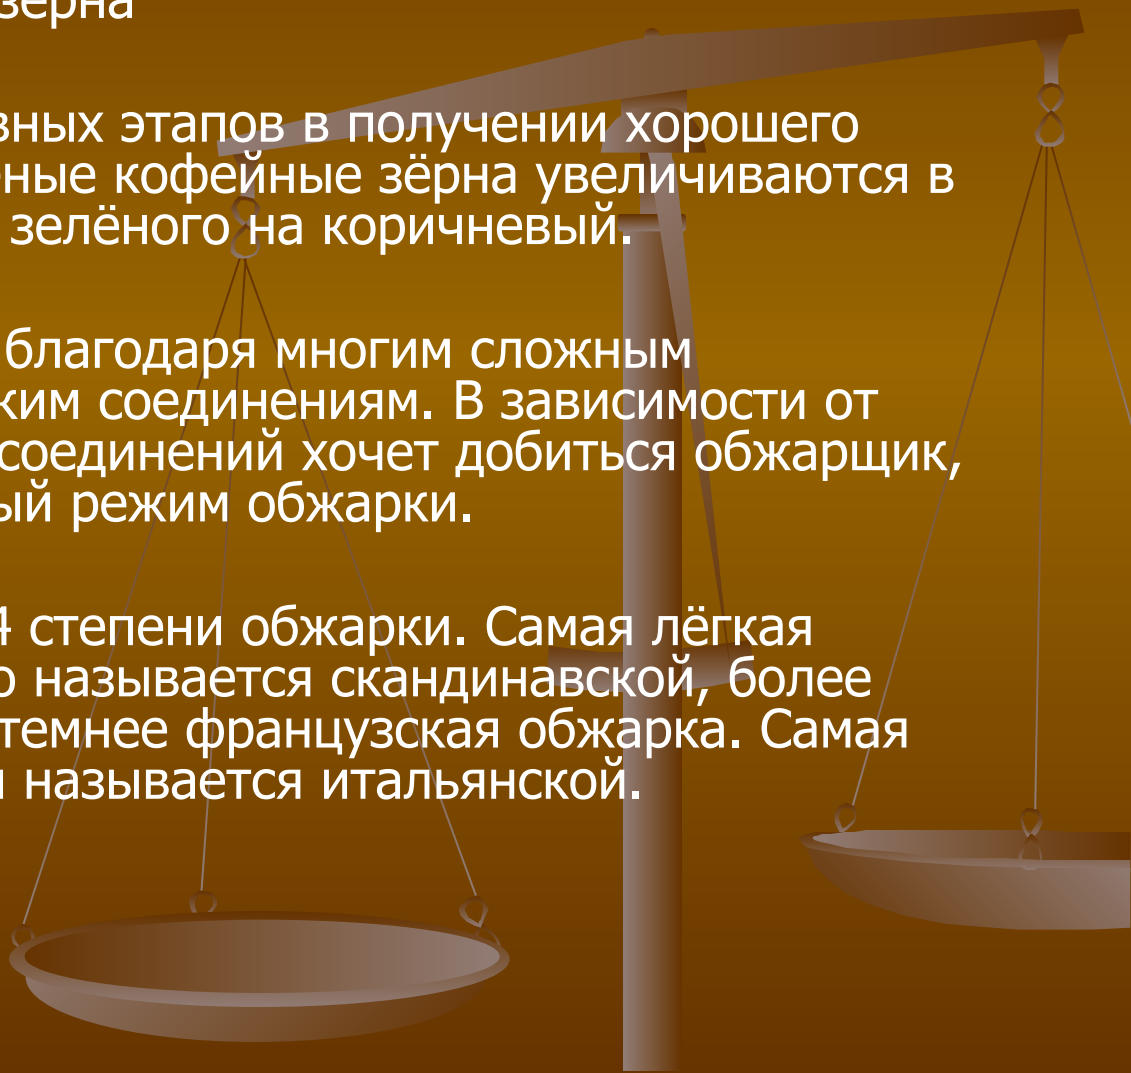 зёрна
вных этапов в получении хорошего
ные кофейные зёрна увеличиваются в
зелёного на коричневый.
благодаря многим сложным
ким соединениям. В зависимости от
соединений хочет добиться обжарщик,
ый режим обжарки.
4 степени обжарки. Самая лёгкая
о называется скандинавской, более
темнее французская обжарка. Самая
называется итальянской.